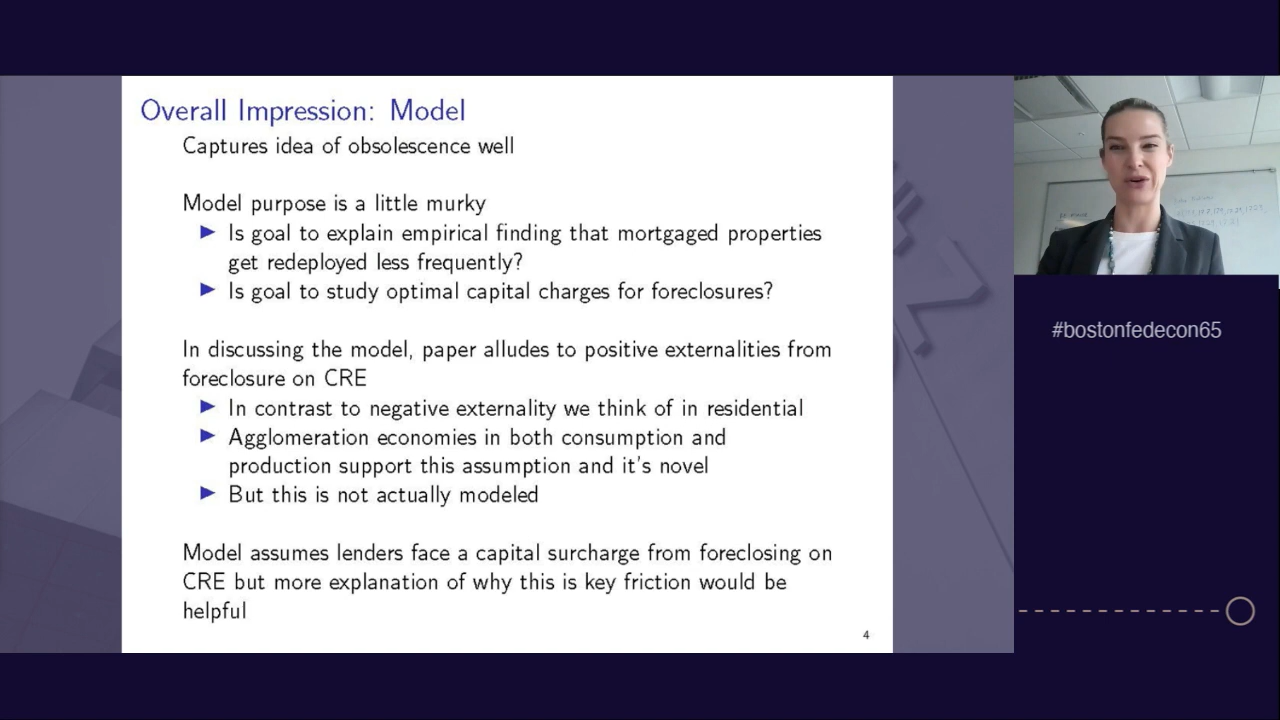 Overall Impression: Model
Captures idea of obsolescence well
Model purpose is a little murky
▶ Is goal to explain empirical finding that mortgaged properties
get redeployed less frequently?
▶ Is goal to study optimal capital charges for foreclosures?
In discussing the model, paper alludes to positive externalities from
foreclosure on CRE
▶ In contrast to negative externality we think of in residential
▶ Agglomeration economies in both consumption and
production support this assumption and it's novel
▶ But this is not actually modeled
Model assumes lenders face a capital surcharge from foreclosing on
CRE but more explanation of why this is key friction would be
helpful
4
#bostonfedecon65